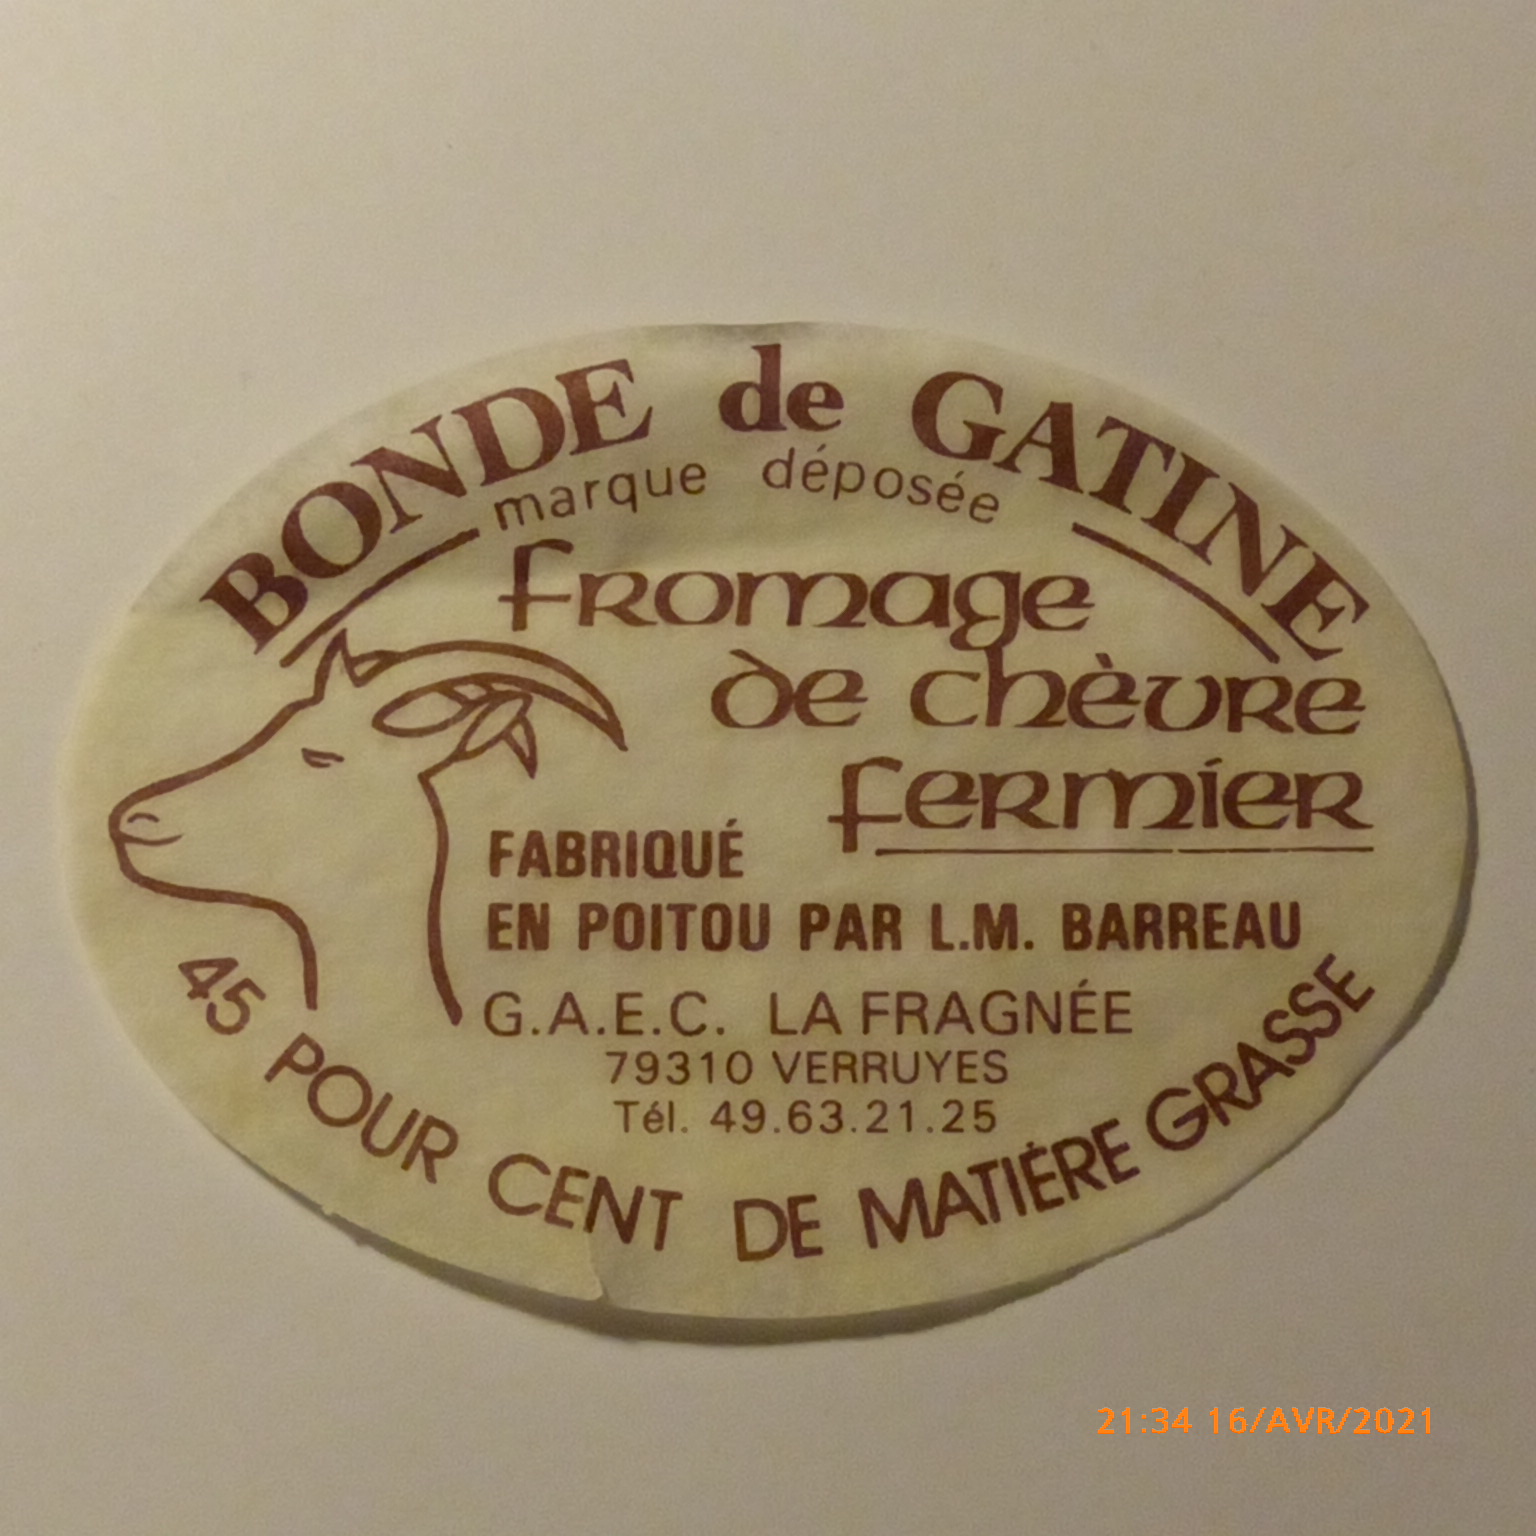 BONDE de GATINE
marque déposée
fromage
de chèvre
fermier
FABRIQUÉ
EN POITOU PAR L.M. BARREAU
G.A.E.C. LA FRAGNÉE
79310 VERRUYES
Tél. 49.63.21.25
45 POUR CENT DE MATIÉRE GRASSE
21:34 16/AVR/2021